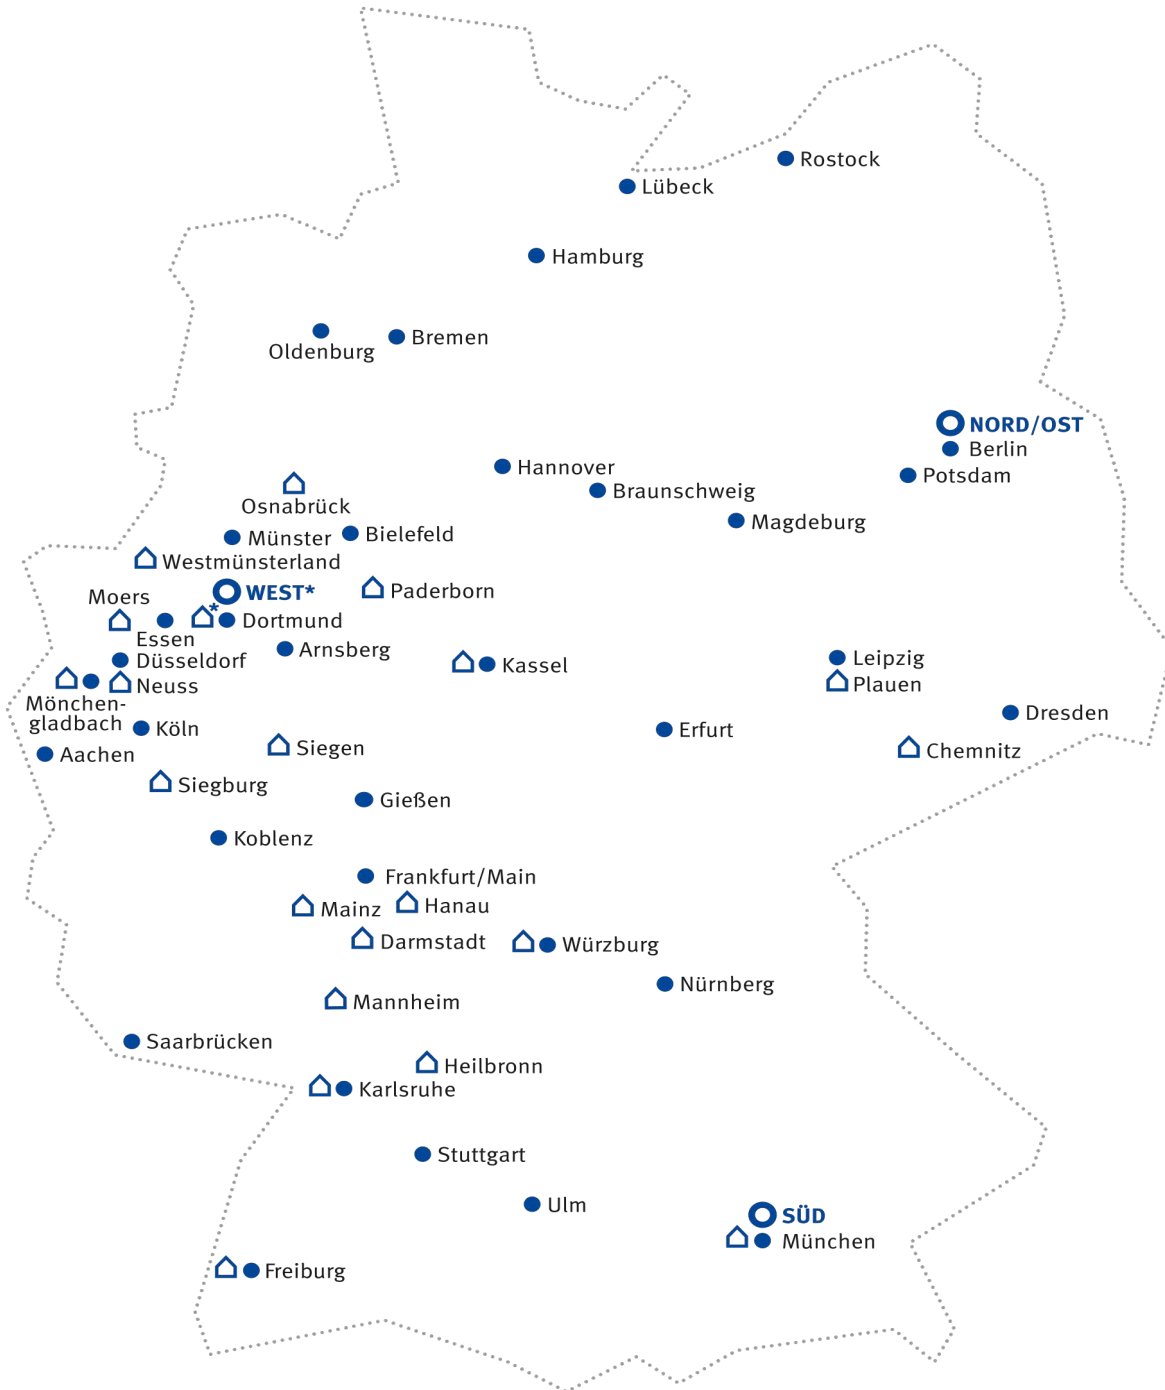 Rostock
Lübeck
Hamburg
Oldenburg
Bremen
NORD/OST
Berlin
Potsdam
Hannover
Braunschweig
Magdeburg
Osnabrück
Münster
Bielefeld
Westmünsterland
Moers
WEST*
Paderborn
*
Dortmund
Essen
Arnsberg
Düsseldorf
Kassel
Leipzig
Neuss
Plauen
Mönchen-
gladbach
Köln
Erfurt
Dresden
Aachen
Siegen
Chemnitz
Siegburg
Gießen
Koblenz
Frankfurt/Main
Mainz
Hanau
Darmstadt
Würzburg
Nürnberg
Mannheim
Saarbrücken
Heilbronn
Karlsruhe
Stuttgart
Ulm
SÜD
München
Freiburg